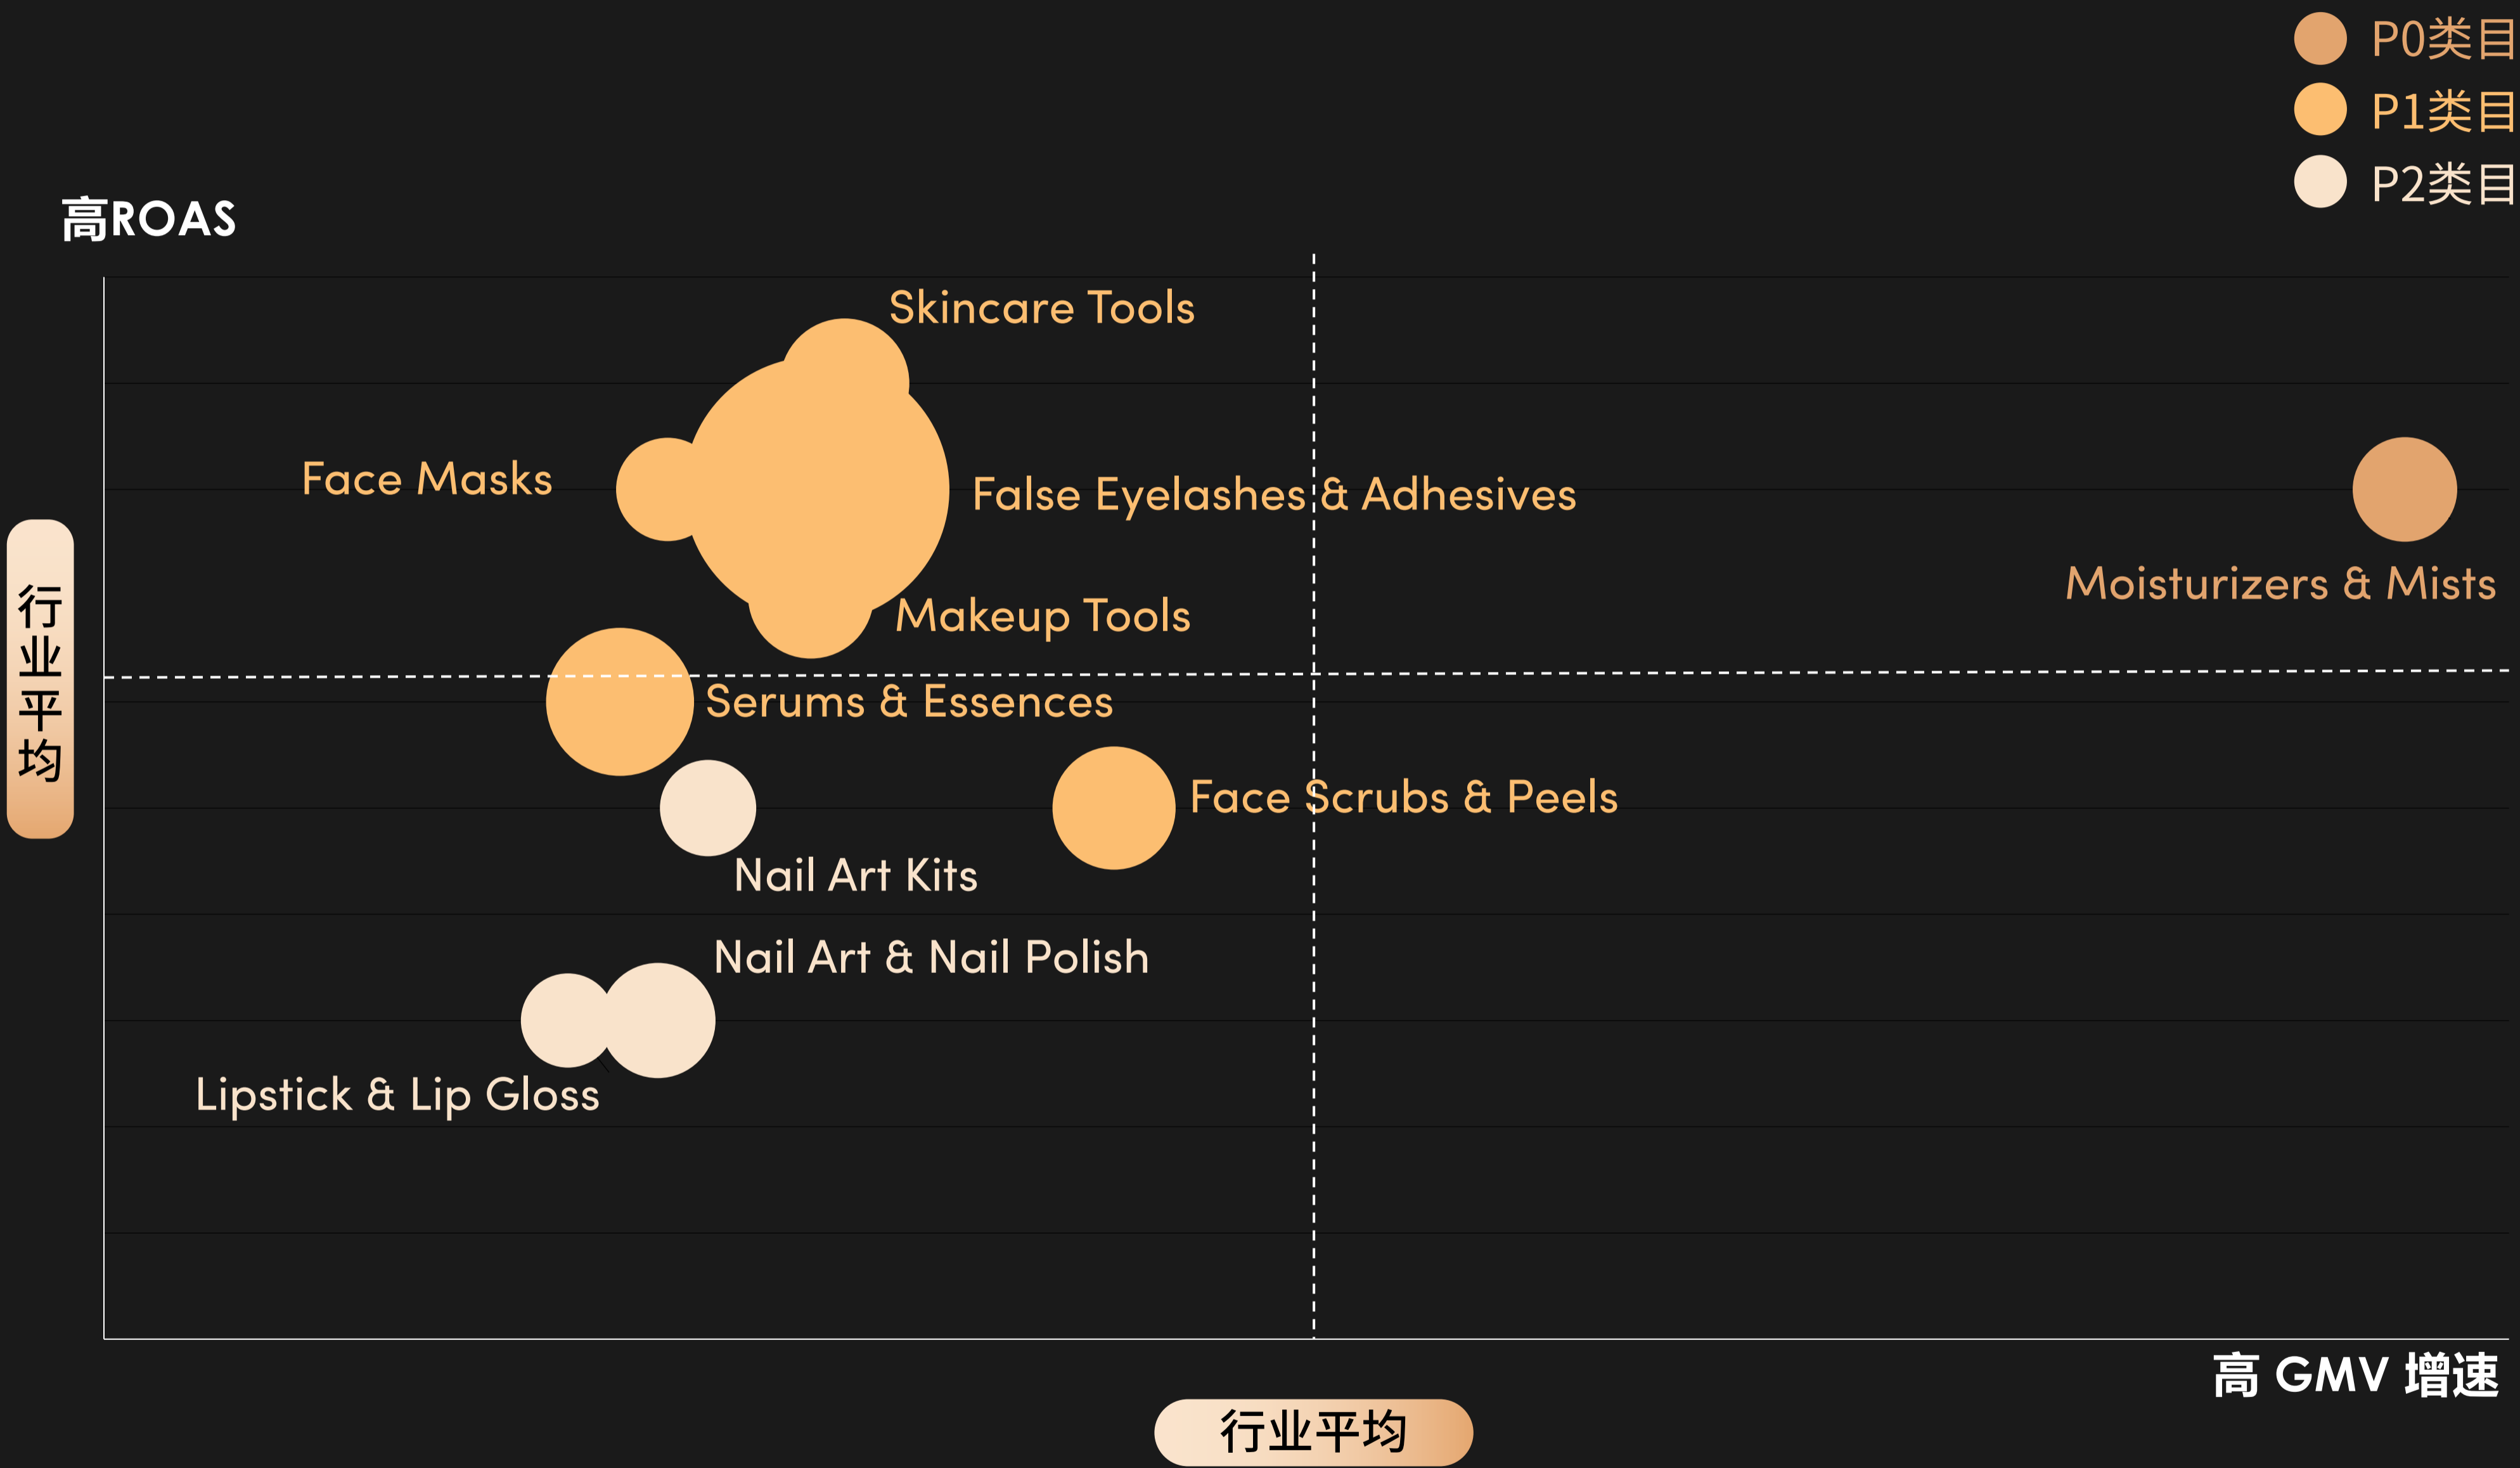 P0类目
P1类目
P2类目
高ROAS
Skincare Tools
Face Masks
False Eyelashes & Adhesives
Moisturizers & Mists
行业平均
Makeup Tools
Serums & Essences
Face Scrubs & Peels
Nail Art Kits
Nail Art & Nail Polish
Lipstick & Lip Gloss
高 GMV 增速
行业平均